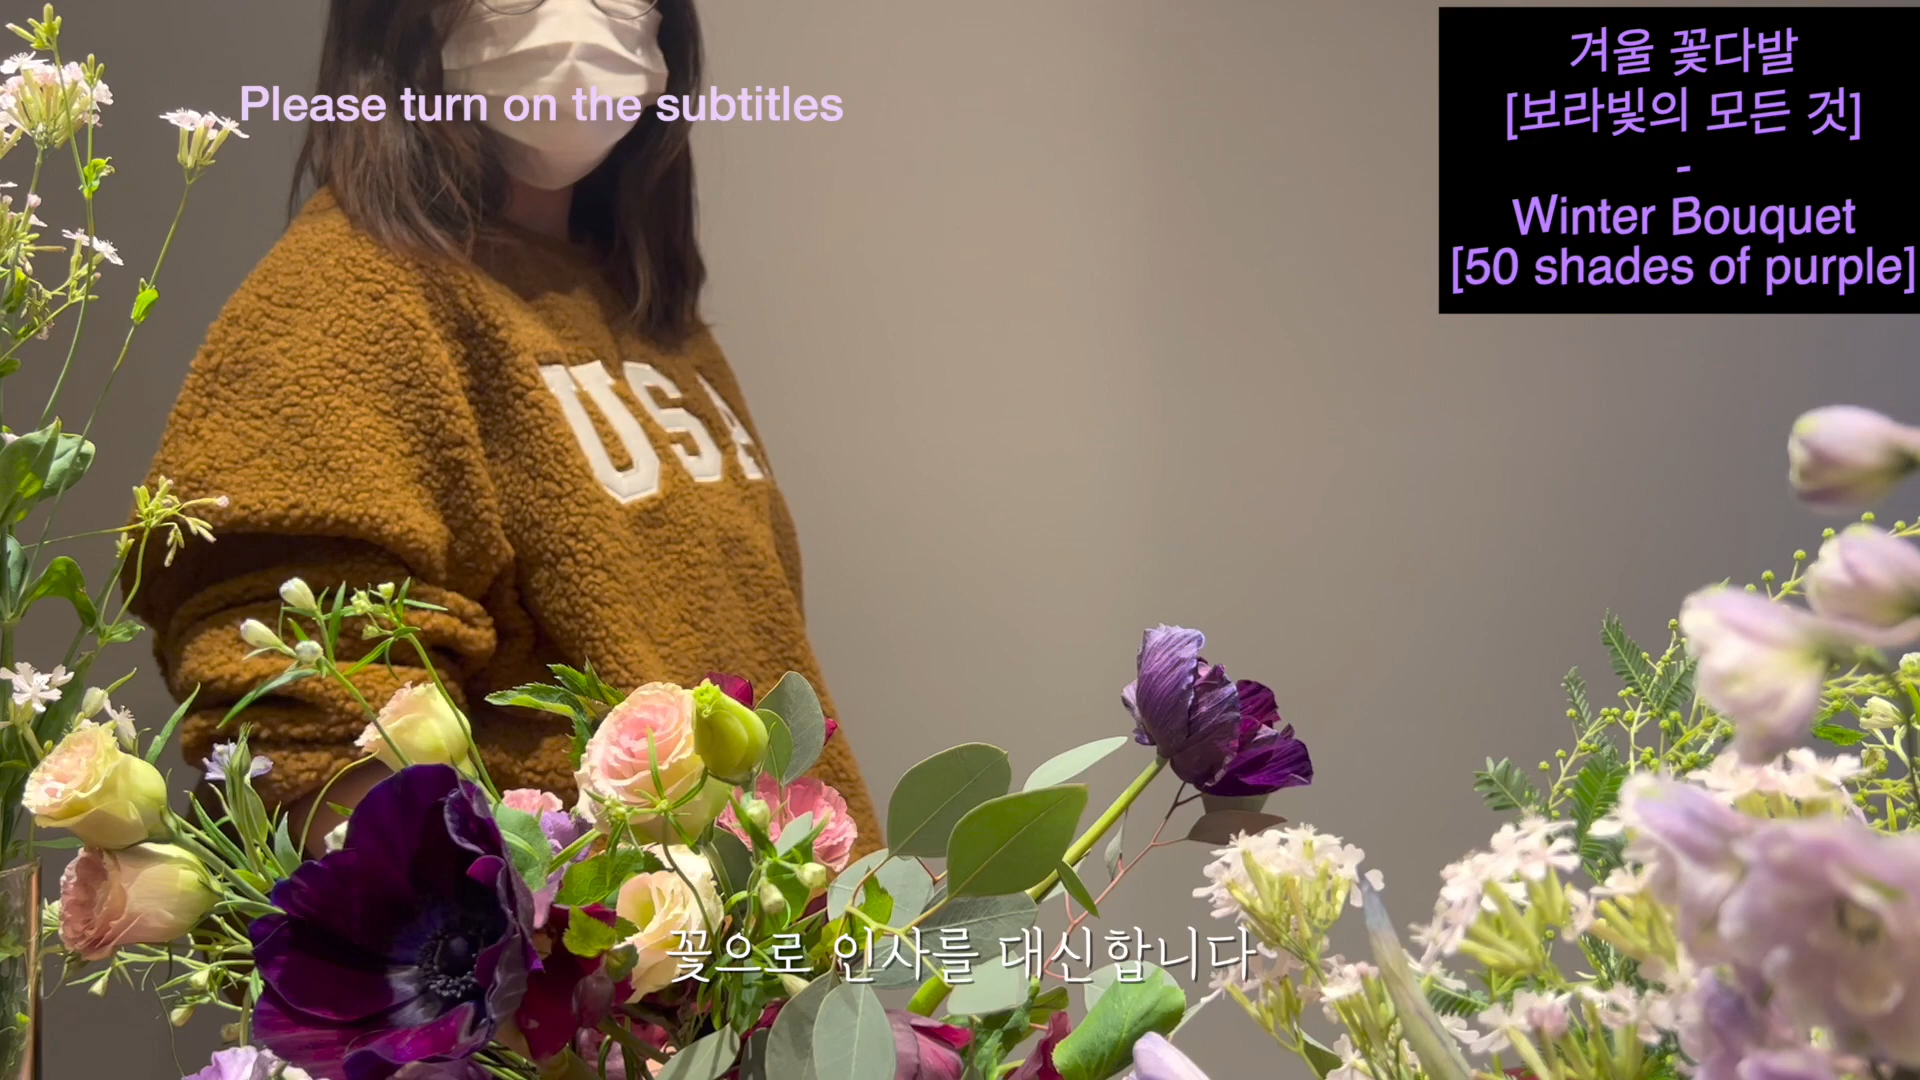 Please turn on the subtitles
겨울 꽃다발
[보라빛의 모든 것]
-
Winter Bouquet
[50 shades of purple]
USA
꽃으로 인사를 대신합니다